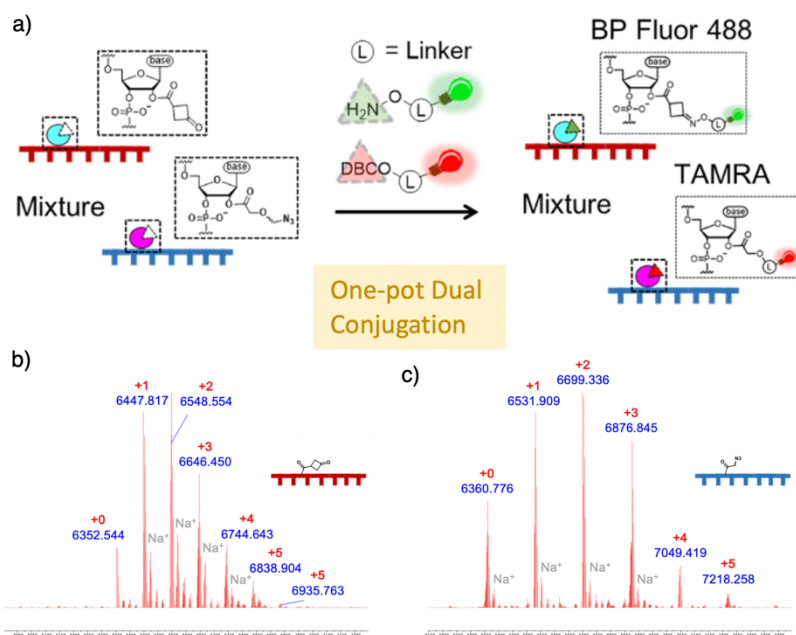 a)
BP Fluor 488
Ⓛ = Linker
base
O
O
O
O
O=P-O⁻
O
O
H₂N
O
L
base
O
O
O
O
O=P-O⁻
O
N
O
L
DBCO
L
Mixture
base
O
O
O
O
O
N₃
O=P-O⁻
O
TAMRA
Mixture
base
O
O
O
O
O
L
O=P-O⁻
O
One-pot Dual
Conjugation
b)
+1
6447.817
+2
6548.554
+3
6646.450
+0
6352.544
Na⁺
Na⁺
Na⁺
Na⁺
+4
6744.643
+5
6838.904
+5
6935.763
c)
+2
6699.336
+1
6531.909
+3
6876.845
+0
6360.776
N3
Na⁺
Na⁺
Na⁺
Na⁺
+4
7049.419
+5
7218.258